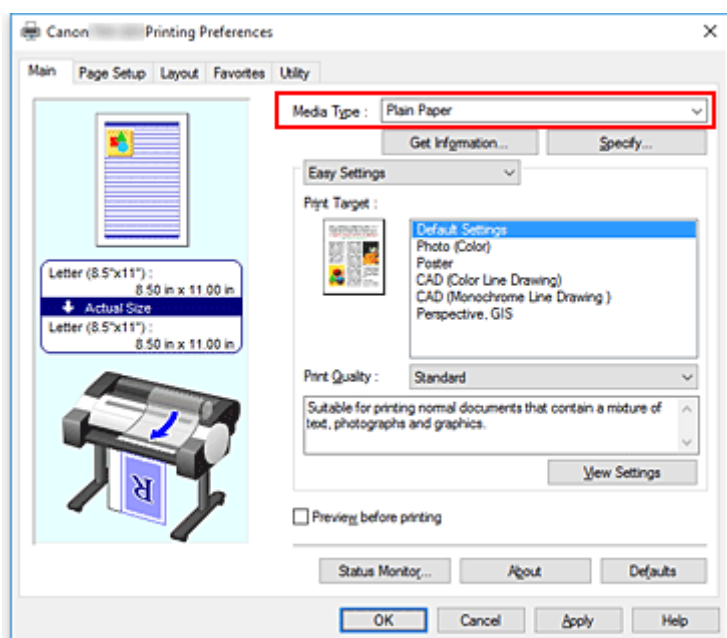 Canon Printing Preferences
Main Page Setup Layout Favorites Utility
Media Type : Plain Paper
Get Information... Specify...
Easy Settings
Print Target :
Default Settings
Photo (Color)
Poster
CAD (Color Line Drawing)
CAD (Monochrome Line Drawing )
Perspective, GIS
Letter (8.5"x11") :
8.50 in x 11.00 in
Actual Size
Letter (8.5"x11") :
8.50 in x 11.00 in
Print Quality : Standard
Suitable for printing normal documents that contain a mixture of
text, photographs and graphics.
View Settings
R
Preview before printing
Status Monitor... About Defaults
OK Cancel Apply Help